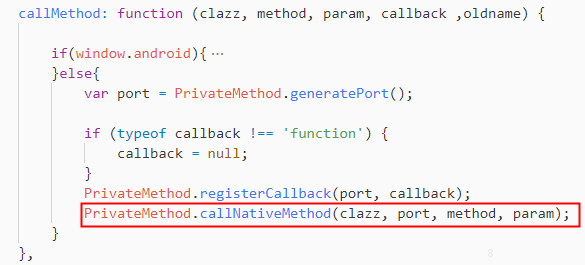 callMethod: function (clazz, method, param, callback ,oldname) {
if(window.android){ ⋯
}else{
var port = PrivateMethod.generatePort();
if (typeof callback !== 'function') {
callback = null;
}
PrivateMethod.registerCallback(port, callback);
PrivateMethod.callNativeMethod(clazz, port, method, param);
}
},